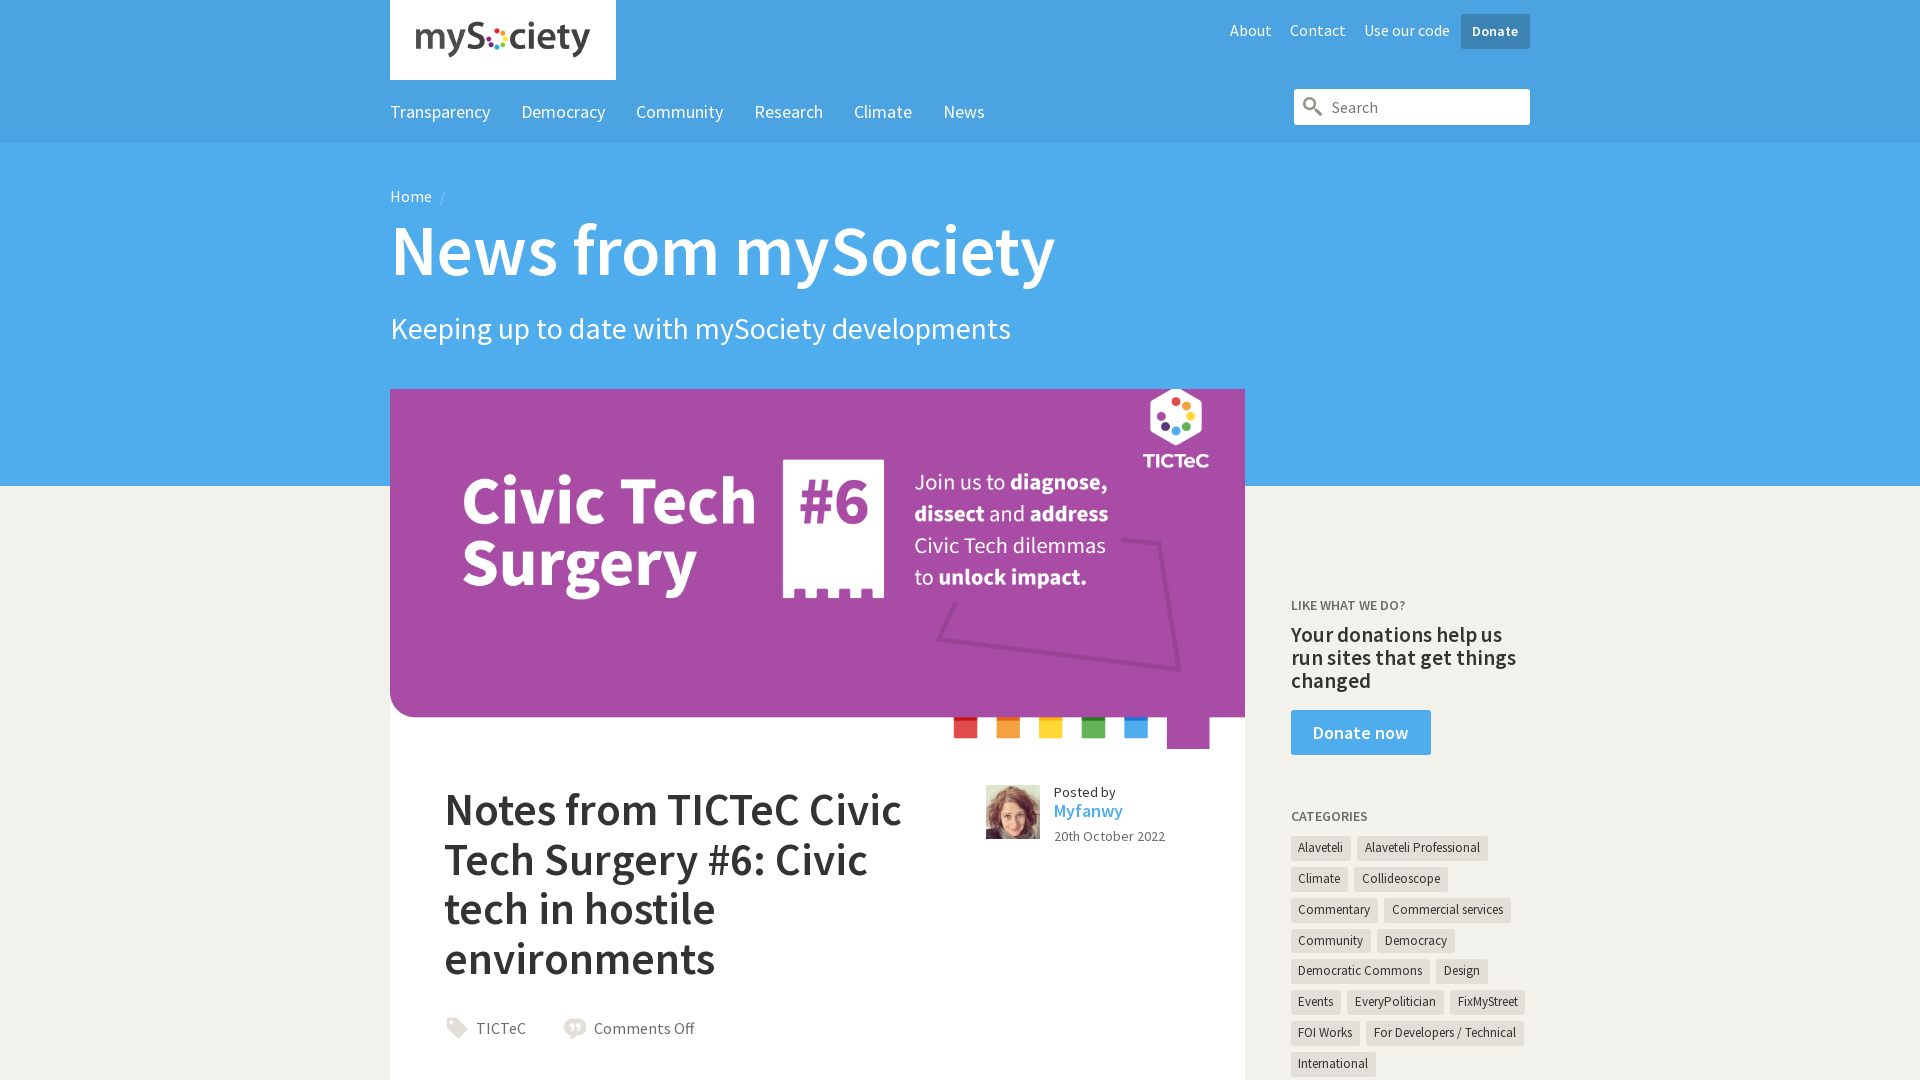 mySociety
About Contact Use our code Donate
Transparency Democracy Community Research Climate News
Search
Home /
News from mySociety
Keeping up to date with mySociety developments
TICTeC
Civic Tech
Surgery
#6
Join us to diagnose,
dissect and address
Civic Tech dilemmas
to unlock impact.
Notes from TICTeC Civic
Tech Surgery #6: Civic
tech in hostile
environments
Posted by
Myfanwy
20th October 2022
TICTeC
Comments Off
LIKE WHAT WE DO?
Your donations help us
run sites that get things
changed
Donate now
CATEGORIES
Alaveteli Alaveteli Professional
Climate Collideoscope
Commentary Commercial services
Community Democracy
Democratic Commons Design
Events EveryPolitician FixMyStreet
FOI Works For Developers / Technical
International